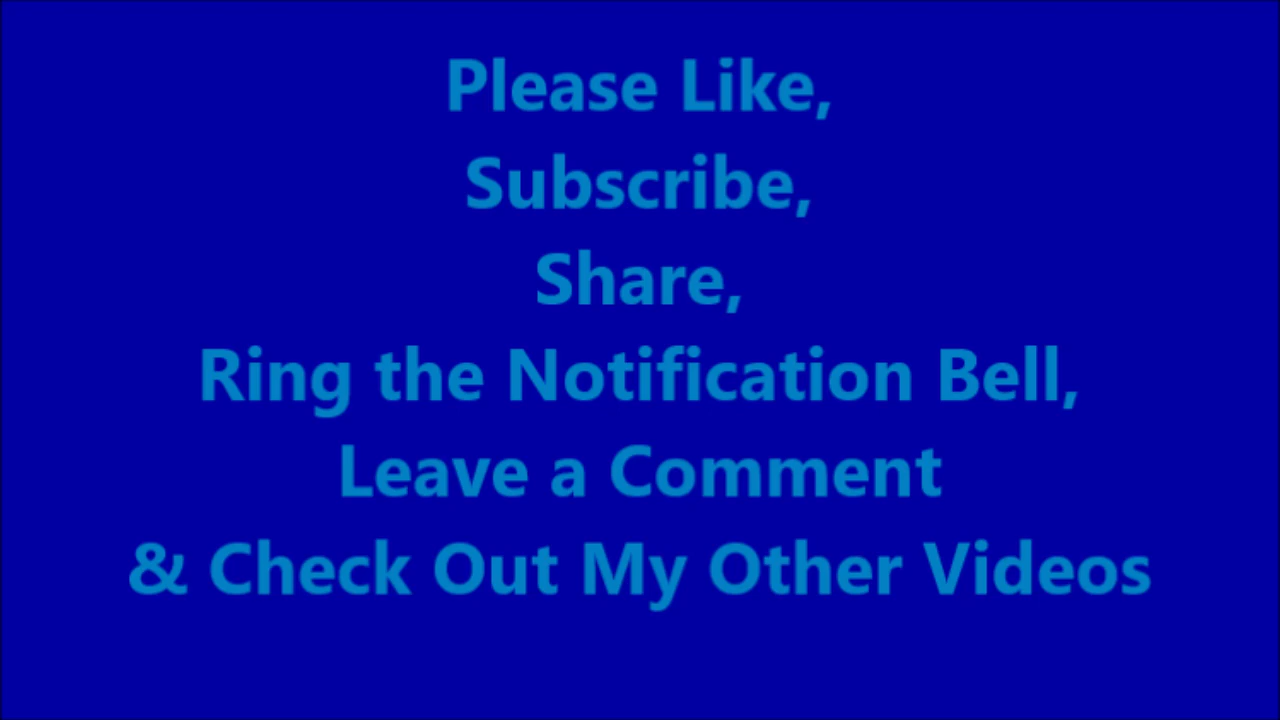 Please Like,
Subscribe,
Share,
Ring the Notification Bell,
Leave a Comment
& Check Out My Other Videos